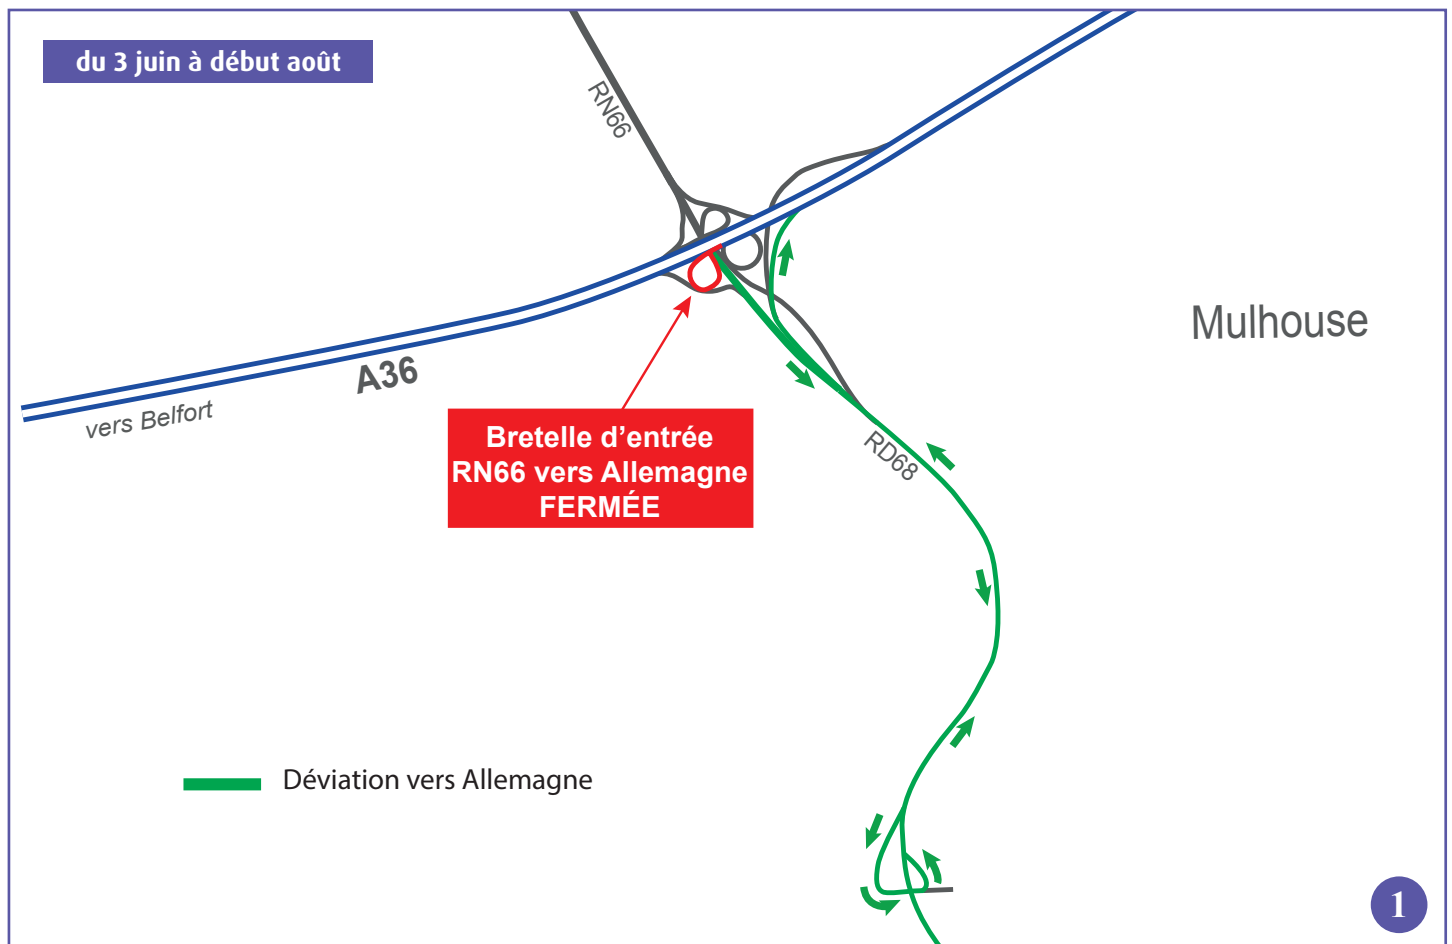 du 3 juin à début août
RN66
Mulhouse
A36
vers Belfort
Bretelle d’entrée
RN66 vers Allemagne
FERMÉE
RD68
Déviation vers Allemagne
1